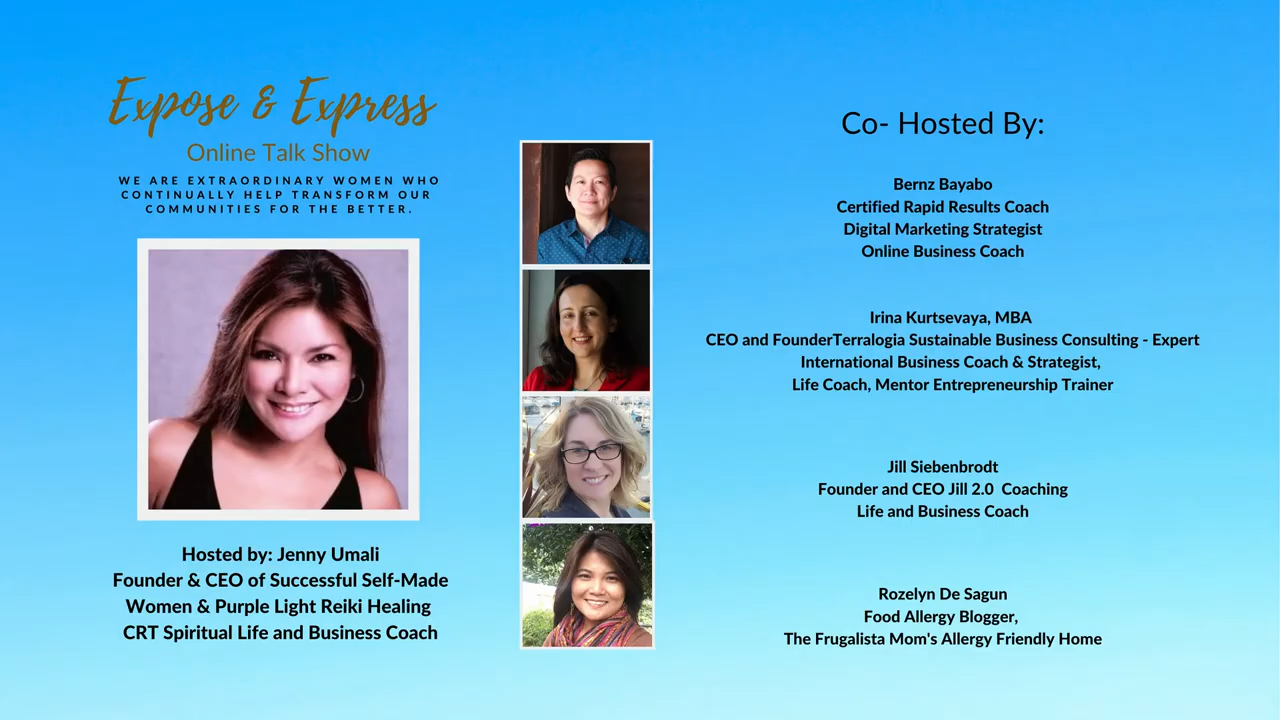 Expose & Express
Online Talk Show
WE ARE EXTRAORDINARY WOMEN WHO
CONTINUALLY HELP TRANSFORM OUR
COMMUNITIES FOR THE BETTER.
Hosted by: Jenny Umali
Founder & CEO of Successful Self-Made
Women & Purple Light Reiki Healing
CRT Spiritual Life and Business Coach
Co- Hosted By:
Bernz Bayabo
Certified Rapid Results Coach
Digital Marketing Strategist
Online Business Coach
Irina Kurtsevaya, MBA
CEO and FounderTerralogia Sustainable Business Consulting - Expert
International Business Coach & Strategist,
Life Coach, Mentor Entrepreneurship Trainer
Jill Siebenbrodt
Founder and CEO Jill 2.0  Coaching
Life and Business Coach
Rozelyn De Sagun
Food Allergy Blogger,
The Frugalista Mom's Allergy Friendly Home